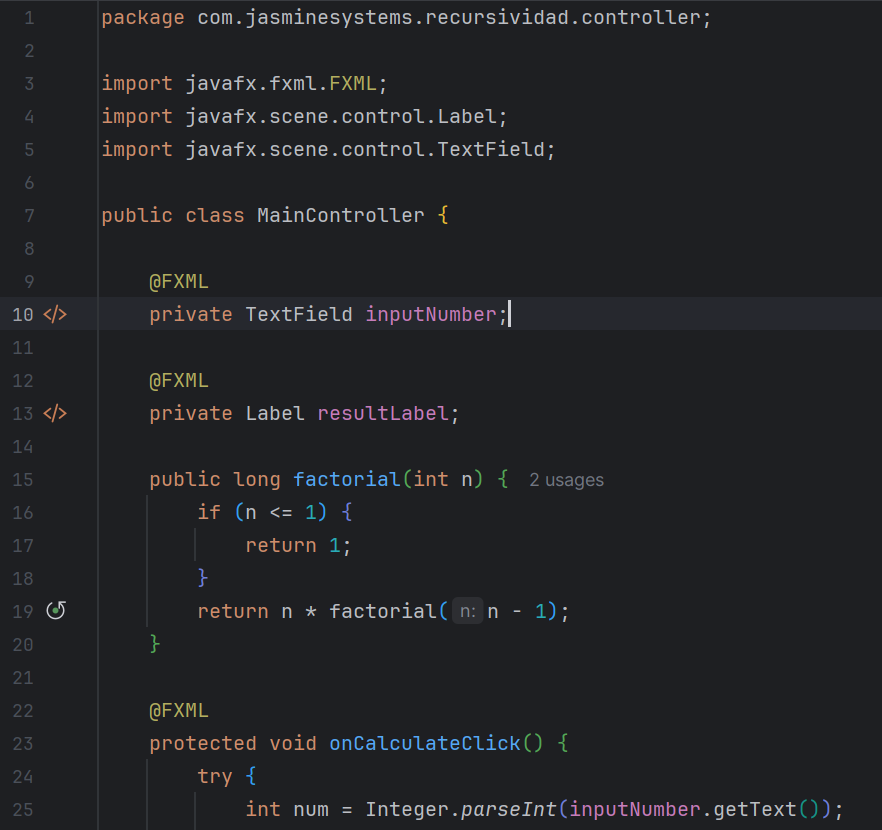 1 package com.jasminesystems.recursividad.controller;
2
3 import javafx.fxml.FXML;
4 import javafx.scene.control.Label;
5 import javafx.scene.control.TextField;
6
7 public class MainController {
8
9     @FXML
10 </>     private TextField inputNumber;
11
12     @FXML
13 </>     private Label resultLabel;
14
15     public long factorial(int n) { 2 usages
16         if (n <= 1) {
17             return 1;
18         }
19         return n * factorial( n: n - 1);
20     }
21
22     @FXML
23     protected void onCalculateClick() {
24         try {
25             int num = Integer.parseInt(inputNumber.getText());